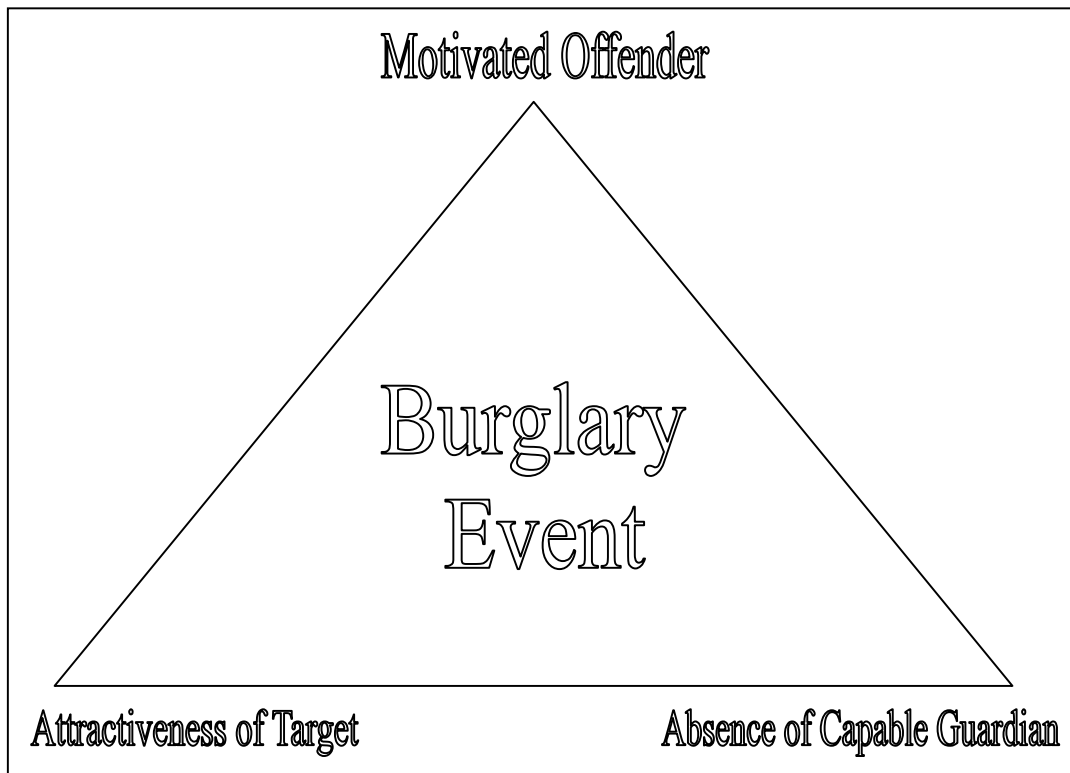 Motivated Offender
Burglary
Event
Attractiveness of Target
Absence of Capable Guardian